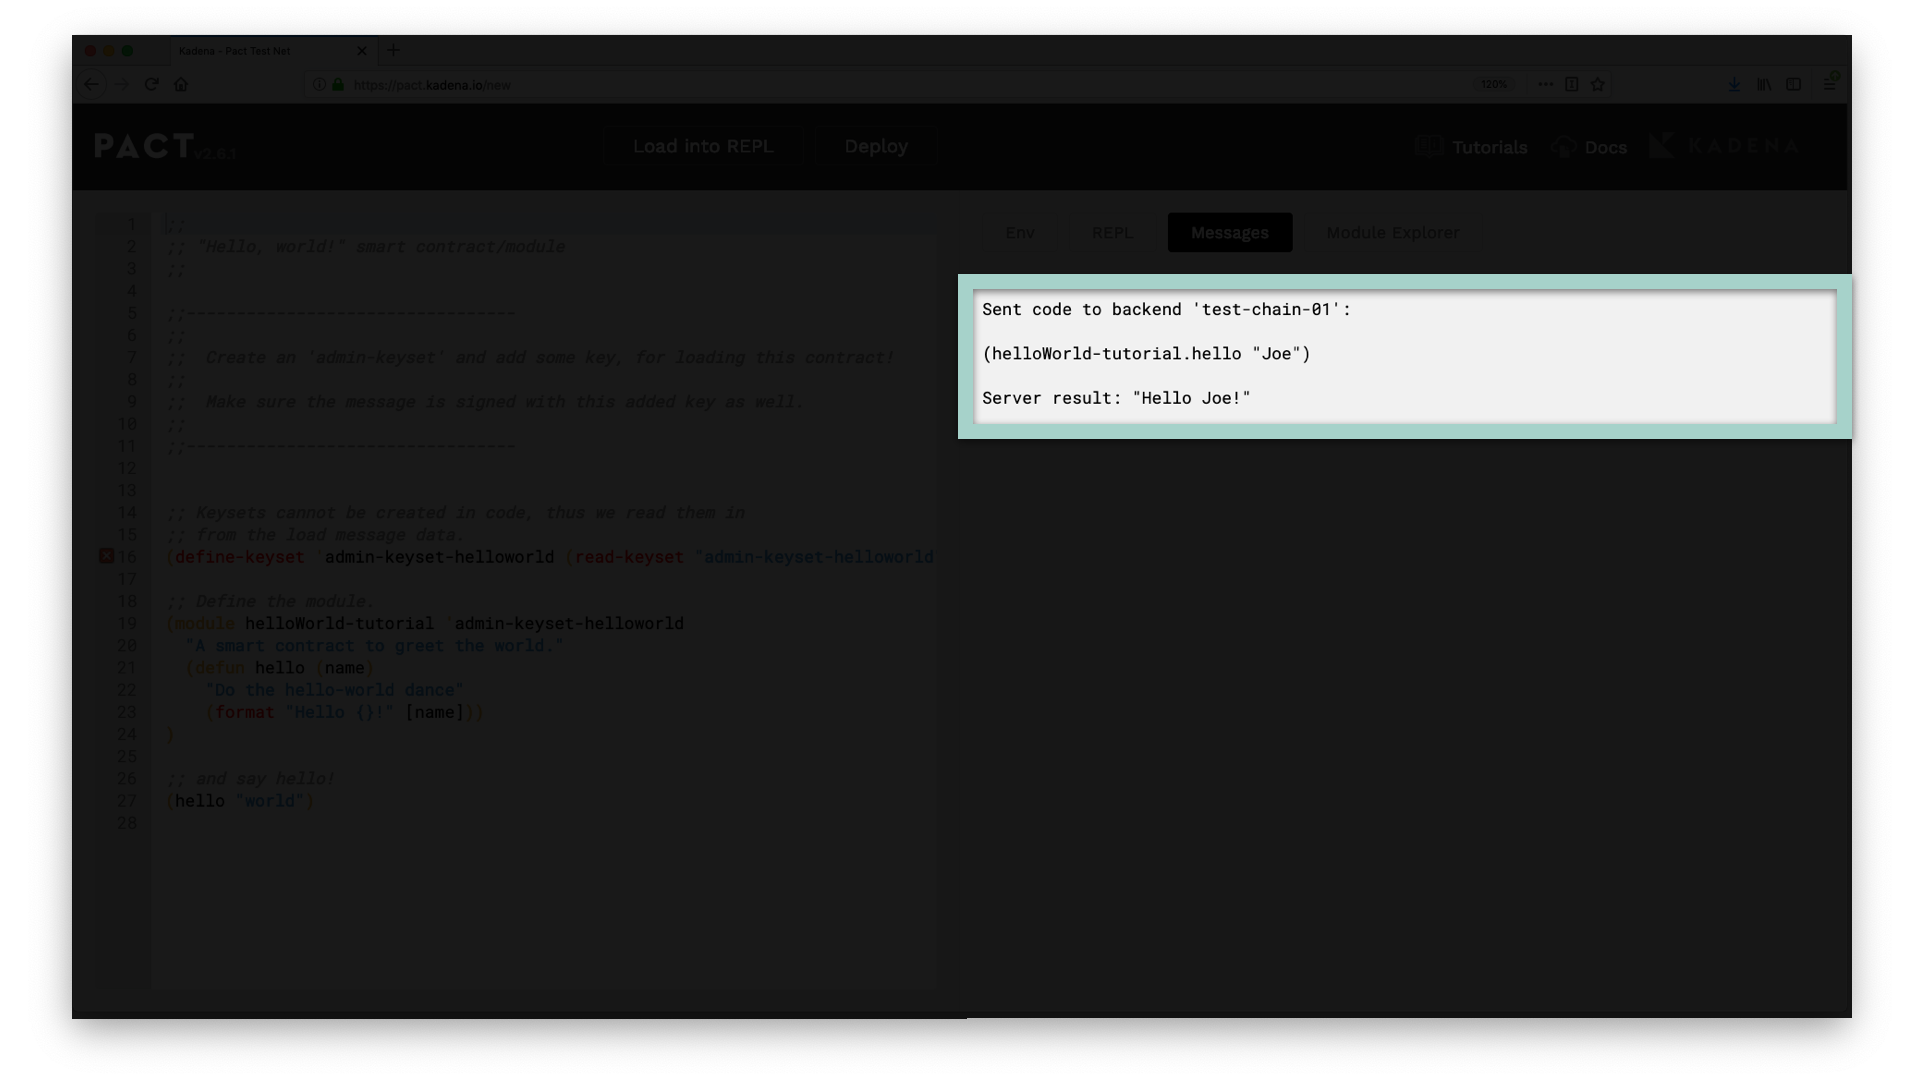 Kadena - Pact Test Net
https://pact.kadena.io/new
120%
PACT v2.6.1
Load into REPL
Deploy
Tutorials
Docs
KADENA
1 ;;
2 ;; "Hello, world!" smart contract/module
3 ;;
4
5 ;;---------------------------------
6 ;;
7 ;;  Create an 'admin-keyset' and add some key, for loading this contract!
8 ;;
9 ;;  Make sure the message is signed with this added key as well.
10 ;;
11 ;;---------------------------------
12
13
14 ;; Keysets cannot be created in code, thus we read them in
15 ;; from the load message data.
16 (define-keyset 'admin-keyset-helloworld (read-keyset "admin-keyset-helloworld
17
18 ;; Define the module.
19 (module helloWorld-tutorial 'admin-keyset-helloworld
20   "A smart contract to greet the world."
21   (defun hello (name)
22     "Do the hello-world dance"
23     (format "Hello {}!" [name]))
24 )
25
26 ;; and say hello!
27 (hello "world")
28
Env
REPL
Messages
Module Explorer
Sent code to backend 'test-chain-01':
(helloWorld-tutorial.hello "Joe")
Server result: "Hello Joe!"